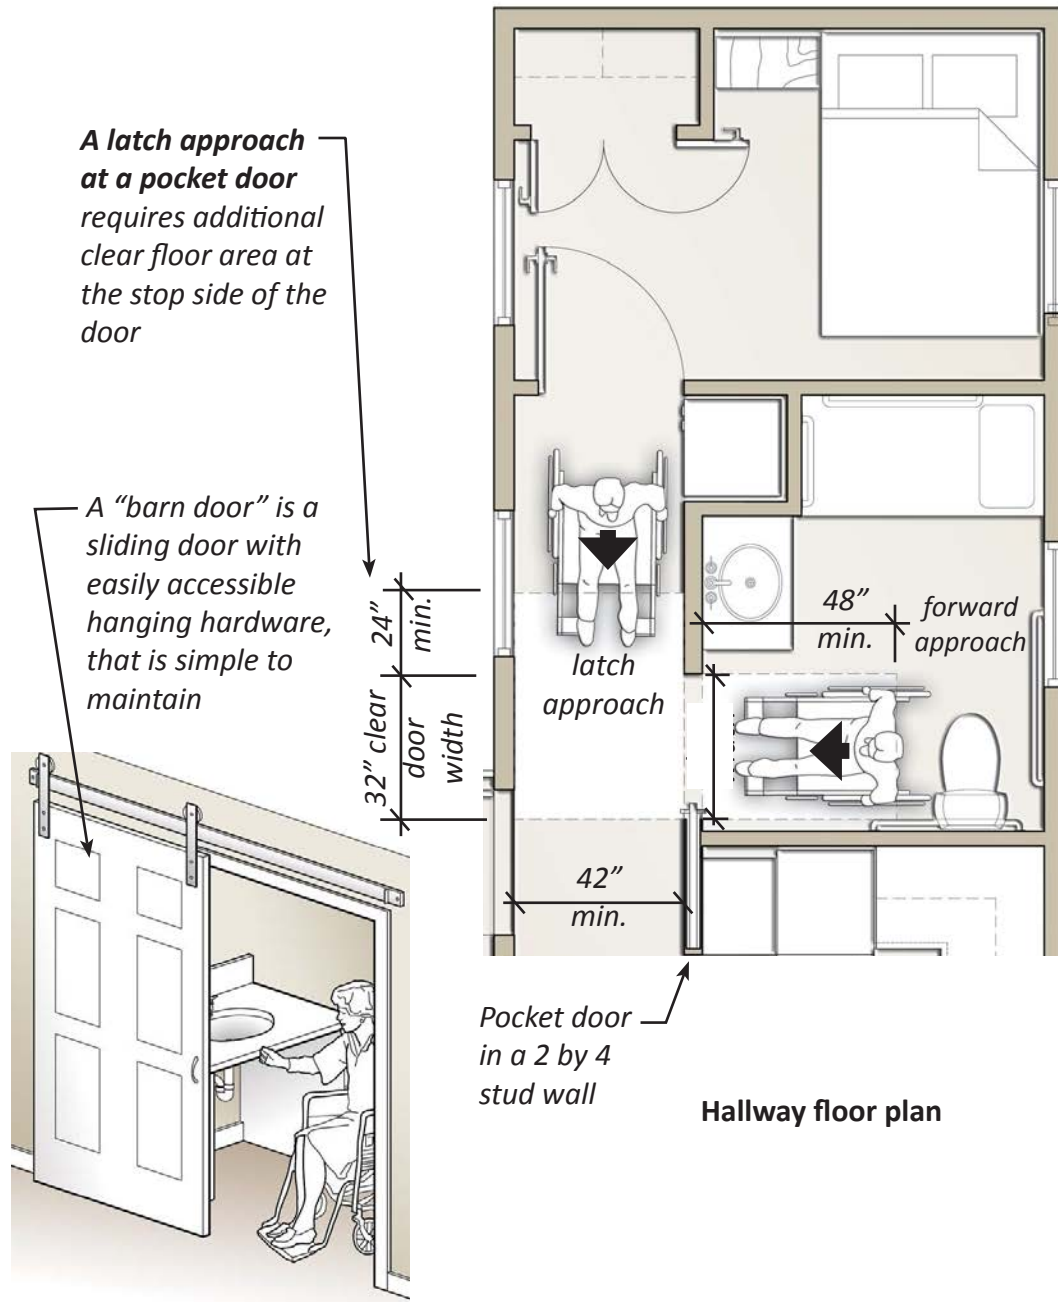 A latch approach
at a pocket door
requires additional
clear floor area at
the stop side of the
door
A “barn door” is a
sliding door with
easily accessible
hanging hardware,
that is simple to
maintain
24”
min.
32” clear
door
width
latch
approach
48”
min.
forward
approach
42”
min.
Pocket door
in a 2 by 4
stud wall
Hallway floor plan